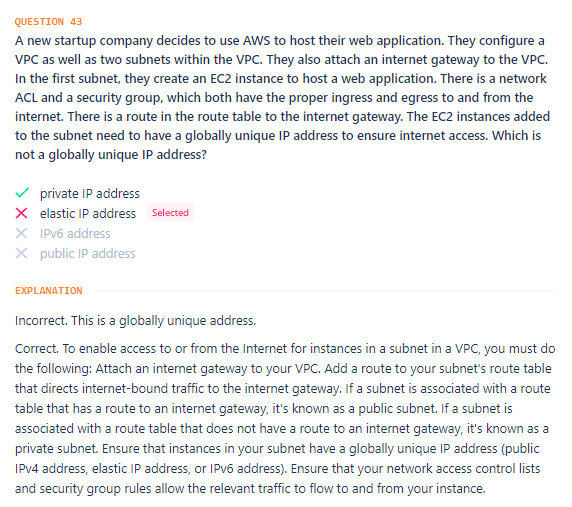 QUESTION 43
A new startup company decides to use AWS to host their web application. They configure a
VPC as well as two subnets within the VPC. They also attach an internet gateway to the VPC.
In the first subnet, they create an EC2 instance to host a web application. There is a network
ACL and a security group, which both have the proper ingress and egress to and from the
internet. There is a route in the route table to the internet gateway. The EC2 instances added
to the subnet need to have a globally unique IP address to ensure internet access. Which is
not a globally unique IP address?
private IP address
elastic IP address Selected
IPv6 address
public IP address
EXPLANATION
Incorrect. This is a globally unique address.
Correct. To enable access to or from the Internet for instances in a subnet in a VPC, you must do
the following: Attach an internet gateway to your VPC. Add a route to your subnet's route table
that directs internet-bound traffic to the internet gateway. If a subnet is associated with a route
table that has a route to an internet gateway, it's known as a public subnet. If a subnet is
associated with a route table that does not have a route to an internet gateway, it's known as a
private subnet. Ensure that instances in your subnet have a globally unique IP address (public
IPv4 address, elastic IP address, or IPv6 address). Ensure that your network access control lists
and security group rules allow the relevant traffic to flow to and from your instance.